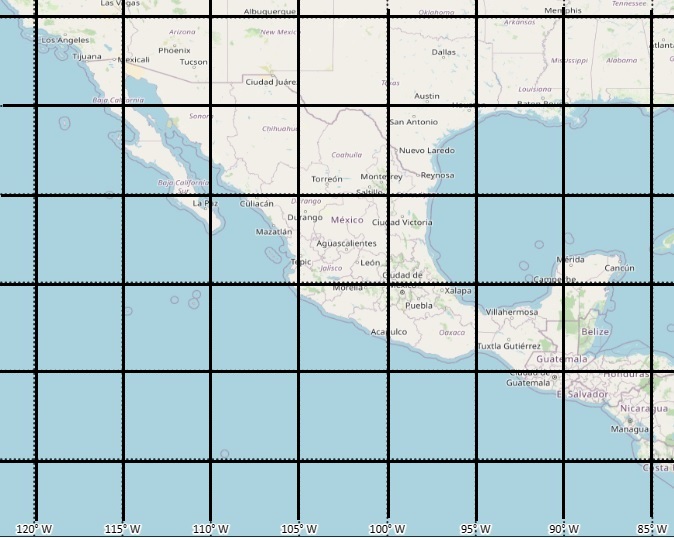 Las Vegas
Albuquerque
Oklahoma
Memphis
Tennessee
Los Angeles
Arizona
New Mexico
Arkansas
Tijuana
Mexicali
Phoenix
Tucson
Dallas
Mississippi
Alabama
Atlanta
Ciudad Juárez
Texas
Louisiana
Baja California
Austin
Baton Rouge
Sonora
San Antonio
Chihuahua
Nuevo Laredo
Coahuila
Baja California
Sur
Torreón
Monterrey
Reynosa
Saltillo
La Paz
Culiacán
Durango
Durango
México
Ciudad Victoria
Mazatlán
Aguascalientes
Tepic
Jalisco
León
Mérida
Cancún
Ciudad de
México
Campeche
Morelia
Xalapa
Puebla
Villahermosa
Acapulco
Oaxaca
Belize
Tuxtla Gutiérrez
Guatemala
Ciudad de
Guatemala
Honduras
El Salvador
Nicaragua
Managua
Costa
120° W
115° W
110° W
105° W
100° W
95° W
90° W
85° W